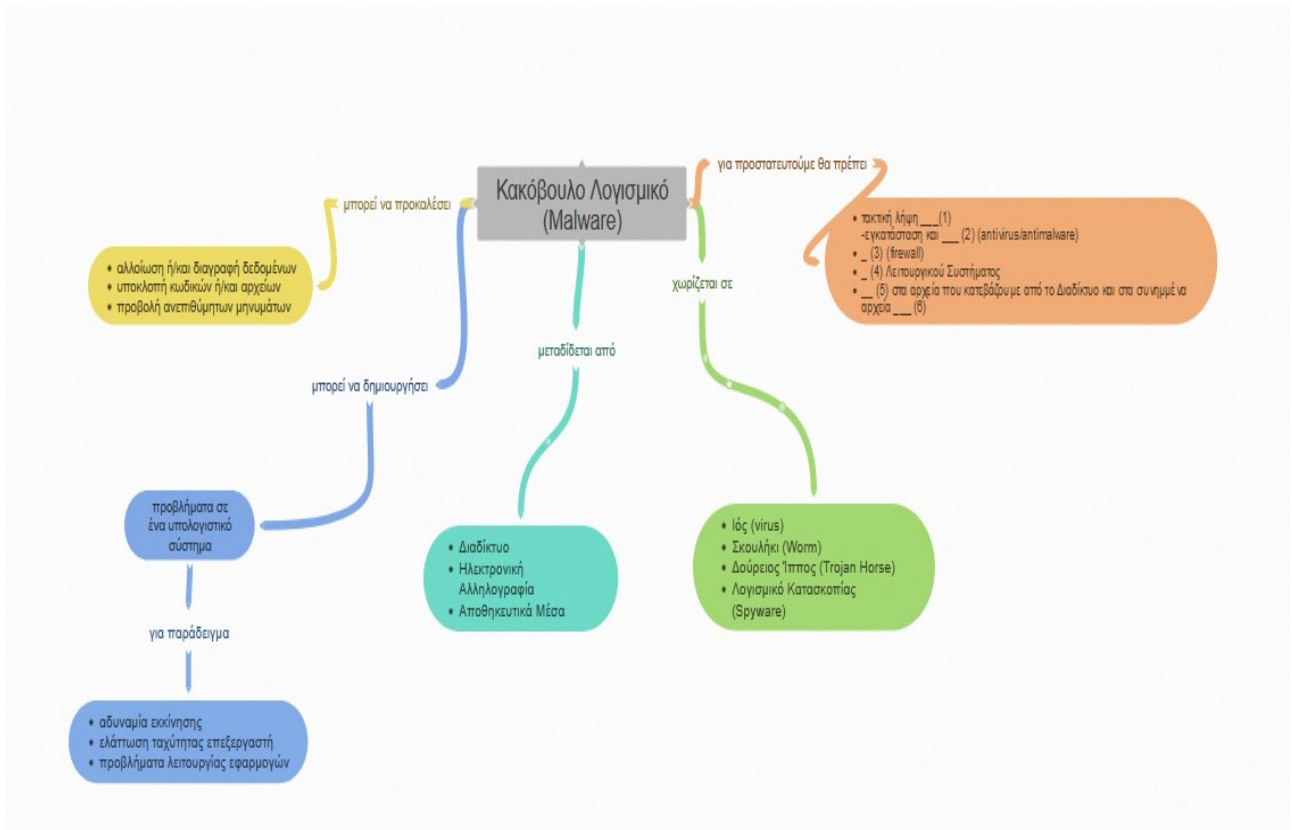 Κακόβουλο Λογισμικό
(Malware)
για προστατευτούμε θα πρέπει
• τακτική λήψη ___(1)
-εγκατάσταση και ___ (2) (antivirus/antimalware)
• _ (3) (firewall)
• _ (4) Λειτουργικού Συστήματος
• __ (5) στα αρχεία που κατεβάζουμε από το Διαδίκτυο και στα συνημμένα
αρχεία ___ (6)
μπορεί να προκαλέσει
• αλλοίωση ή/και διαγραφή δεδομένων
• υποκλοπή κωδικών ή/και αρχείων
• προβολή ανεπιθύμητων μηνυμάτων
χωρίζεται σε
• Ιός (virus)
• Σκουλήκι (Worm)
• Δούρειος Ίππος (Trojan Horse)
• Λογισμικό Κατασκοπίας
(Spyware)
μεταδίδεται από
• Διαδίκτυο
• Ηλεκτρονική
Αλληλογραφία
• Αποθηκευτικά Μέσα
μπορεί να δημιουργήσει
προβλήματα σε
ένα υπολογιστικό
σύστημα
για παράδειγμα
• αδυναμία εκκίνησης
• ελάττωση ταχύτητας επεξεργαστή
• προβλήματα λειτουργίας εφαρμογών